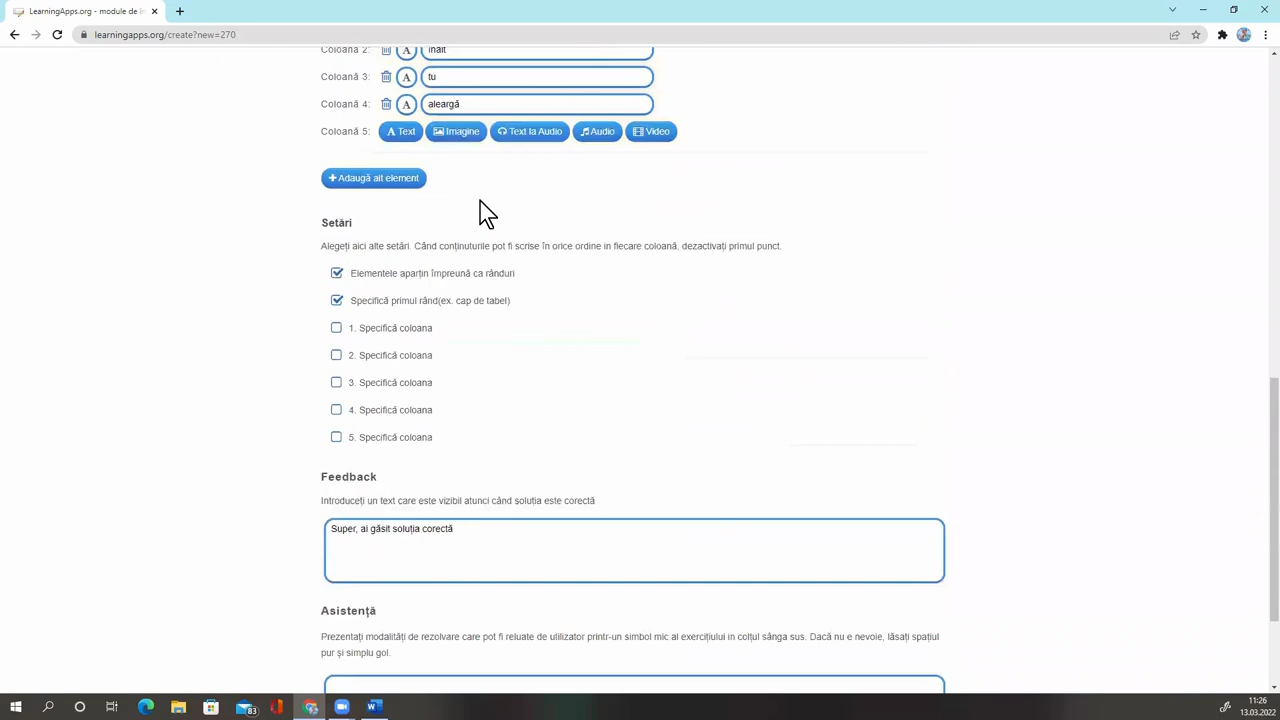 LearningApps.org - module de în
learningapps.org/create?new=270
Coloană 2: A înalt
Coloană 3: A tu
Coloană 4: A aleargă
Coloană 5: A Text Imagine Text la Audio Audio Video
+ Adaugă alt element
Setări
Alegeți aici alte setări. Când conținuturile pot fi scrise în orice ordine in fiecare coloană, dezactivați primul punct.
Elementele aparțin împreună ca rânduri
Specifică primul rând(ex. cap de tabel)
1. Specifică coloana
2. Specifică coloana
3. Specifică coloana
4. Specifică coloana
5. Specifică coloana
Feedback
Introduceți un text care este vizibil atunci când soluția este corectă
Super, ai găsit soluția corectă
Asistență
Prezentați modalități de rezolvare care pot fi reluate de utilizator printr-un simbol mic al exercițiului in colțul sânga sus. Dacă nu e nevoie, lăsați spațiul
pur și simplu gol.
83
11:26
13.03.2022